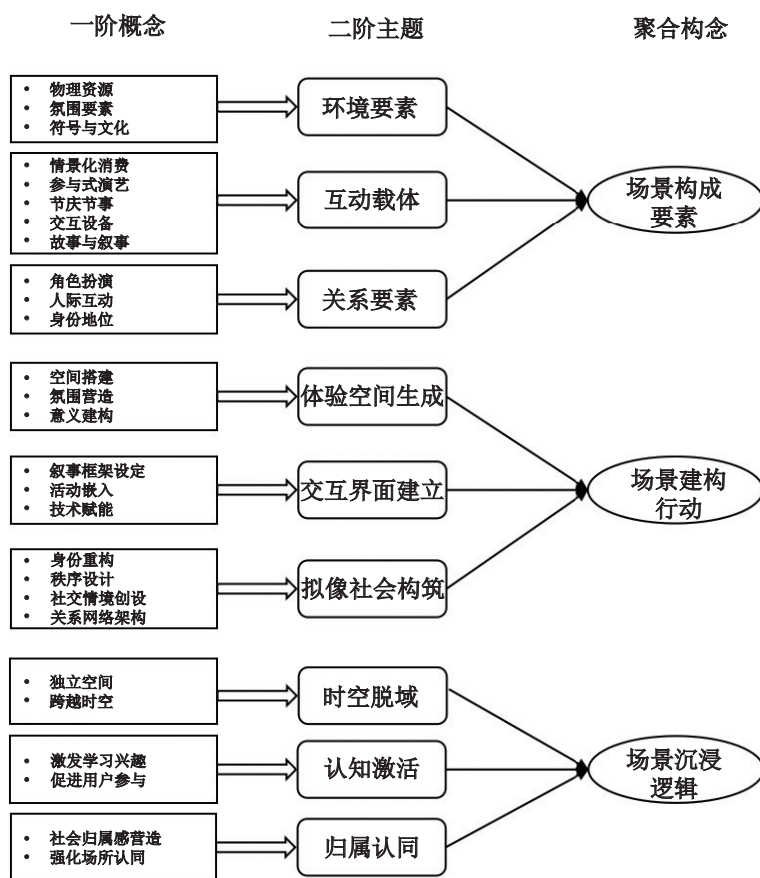 一阶概念
二阶主题
聚合构念
• 物理资源
• 氛围要素
• 符号与文化
环境要素
• 情景化消费
• 参与式演艺
• 节庆节事
• 交互设备
• 故事与叙事
互动载体
• 角色扮演
• 人际互动
• 身份地位
关系要素
场景构成
要素
• 空间搭建
• 氛围营造
• 意义建构
体验空间生成
• 叙事框架设定
• 活动嵌入
• 技术赋能
交互界面建立
• 身份重构
• 秩序设计
• 社交情境创设
• 关系网络架构
拟像社会构筑
场景建构
行动
• 独立空间
• 跨越时空
时空脱域
• 激发学习兴趣
• 促进用户参与
认知激活
• 社会归属感营造
• 强化场所认同
归属认同
场景沉浸
逻辑